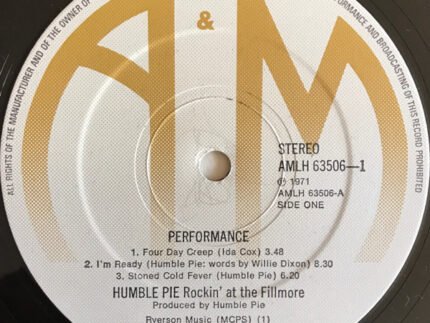 ALL RIGHTS OF THE MANUFACTURER AND OF THE OWNER OF
PERFORMANCE AND BROADCASTING OF THIS RECORD PROHIBITED
&
A M
STEREO
AMLH 63506—1
℗ 1971
AMLH 63506-A
SIDE ONE
PERFORMANCE
1. Four Day Creep (Ida Cox) 3.48
2. I'm Ready (Humble Pie: words by Willie Dixon) 8.30
3. Stoned Cold Fever (Humble Pie) 6.20
HUMBLE PIE Rockin' at the Fillmore
Produced by Humble Pie
Ryerson Music (MCPS) (1)